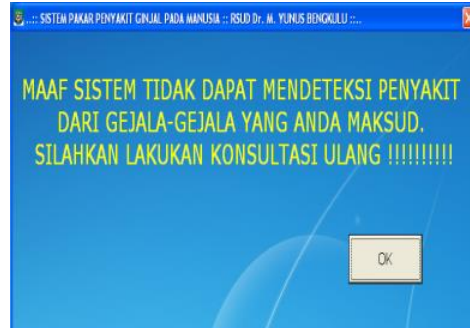 ..:: SISTEM PAKAR PENYAKIT GINJAL PADA MANUSIA :: RSUD Dr. M. YUNUS BENGKULU ::..
MAAF SISTEM TIDAK DAPAT MENDETEKSI PENYAKIT
DARI GEJALA-GEJALA YANG ANDA MAKSUD.
SILAHKAN LAKUKAN KONSULTASI ULANG !!!!!!!!!!
OK